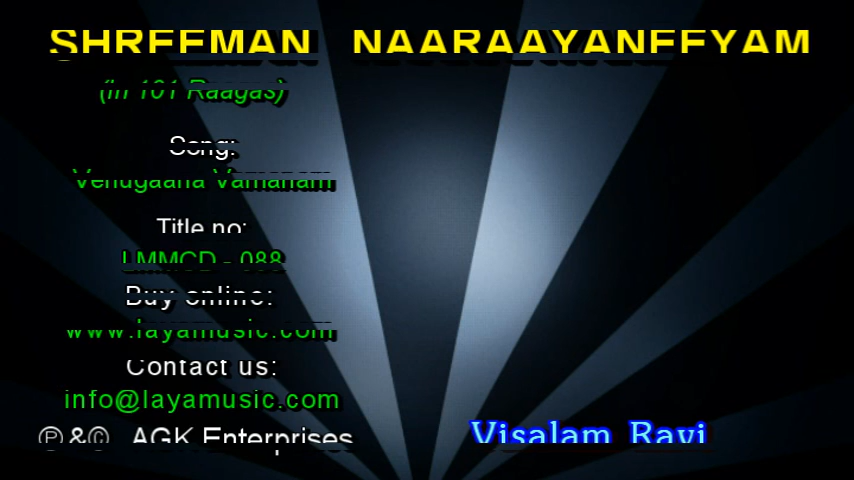 SHREEMAN NAARAAYANEEYAM
(In 101 Raagas)
Song:
Venugaana Vamanam
Title no:
LMMCD - 088
Buy online:
www.layamusic.com
Contact us:
info@layamusic.com
℗ & © AGK Enterprises
Visalam Ravi